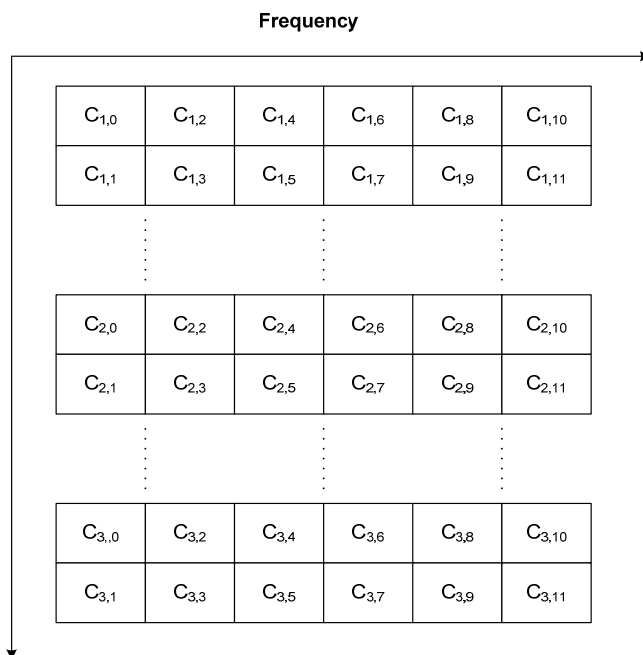 Frequency
C1,0 C1,2 C1,4 C1,6 C1,8 C1,10
C1,1 C1,3 C1,5 C1,7 C1,9 C1,11
C2,0 C2,2 C2,4 C2,6 C2,8 C2,10
C2,1 C2,3 C2,5 C2,7 C2,9 C2,11
C3,,0 C3,2 C3,4 C3,6 C3,8 C3,10
C3,1 C3,3 C3,5 C3,7 C3,9 C3,11